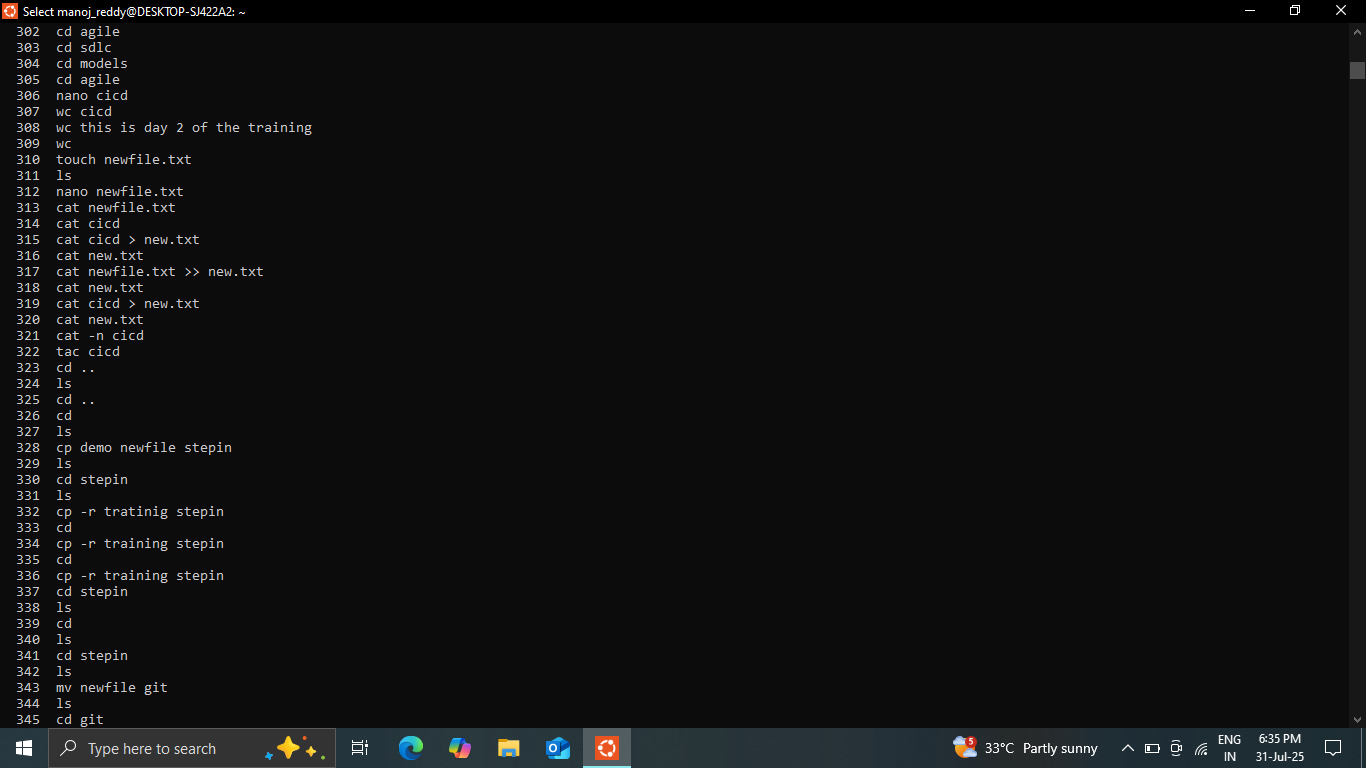 Select manoj_reddy@DESKTOP-SJ422A2: ~
302 cd agile
303 cd sdlc
304 cd models
305 cd agile
306 nano cicd
307 wc cicd
308 wc this is day 2 of the training
309 wc
310 touch newfile.txt
311 ls
312 nano newfile.txt
313 cat newfile.txt
314 cat cicd
315 cat cicd > new.txt
316 cat new.txt
317 cat newfile.txt >> new.txt
318 cat new.txt
319 cat cicd > new.txt
320 cat new.txt
321 cat -n cicd
322 tac cicd
323 cd ..
324 ls
325 cd ..
326 cd
327 ls
328 cp demo newfile stepin
329 ls
330 cd stepin
331 ls
332 cp -r tratinig stepin
333 cd
334 cp -r training stepin
335 cd
336 cp -r training stepin
337 cd stepin
338 ls
339 cd
340 ls
341 cd stepin
342 ls
343 mv newfile git
344 ls
345 cd git
Type here to search
5
33°C Partly sunny
ENG
IN
6:35 PM
31-Jul-25